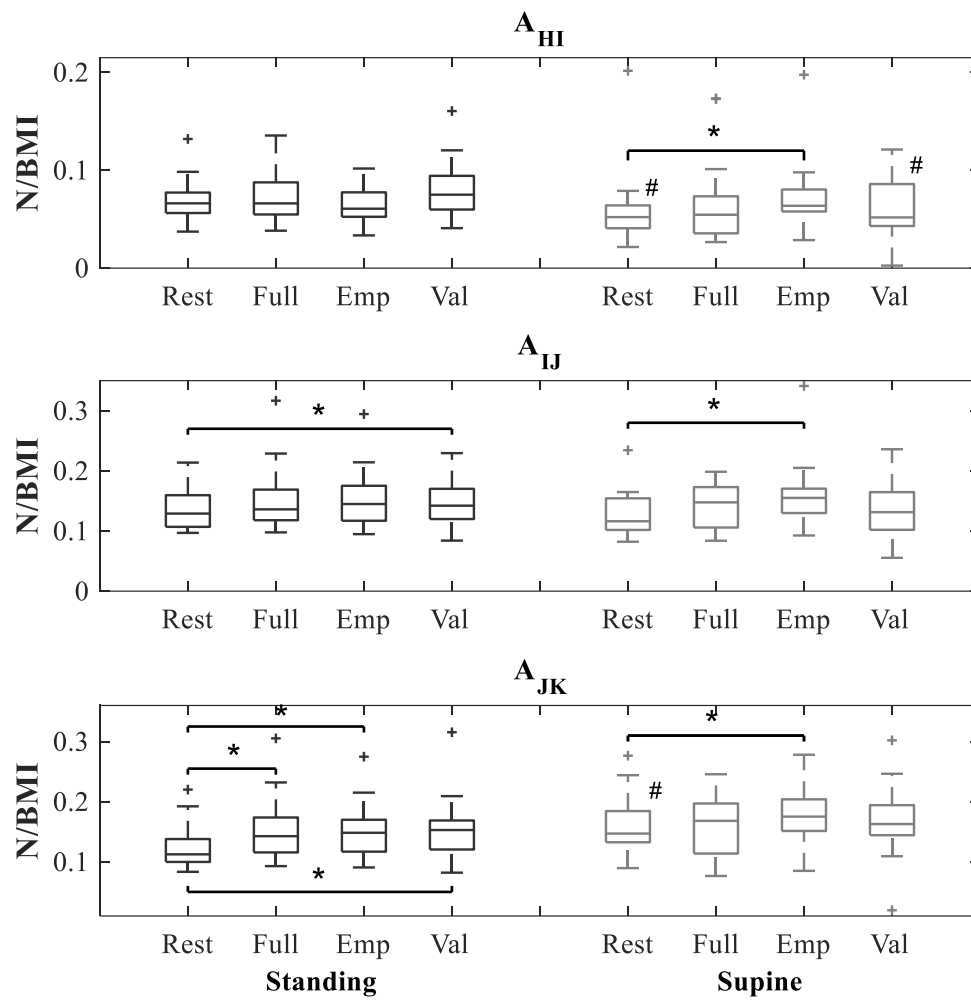 A_HI
N/BMI
0.2
0.1
0
*
#
#
Rest Full Emp Val Rest Full Emp Val
A_IJ
N/BMI
0.3
0.2
0.1
0
*
*
Rest Full Emp Val Rest Full Emp Val
A_JK
N/BMI
0.3
0.2
0.1
*
*
*
*
#
Rest Full Emp Val Rest Full Emp Val
Standing Supine